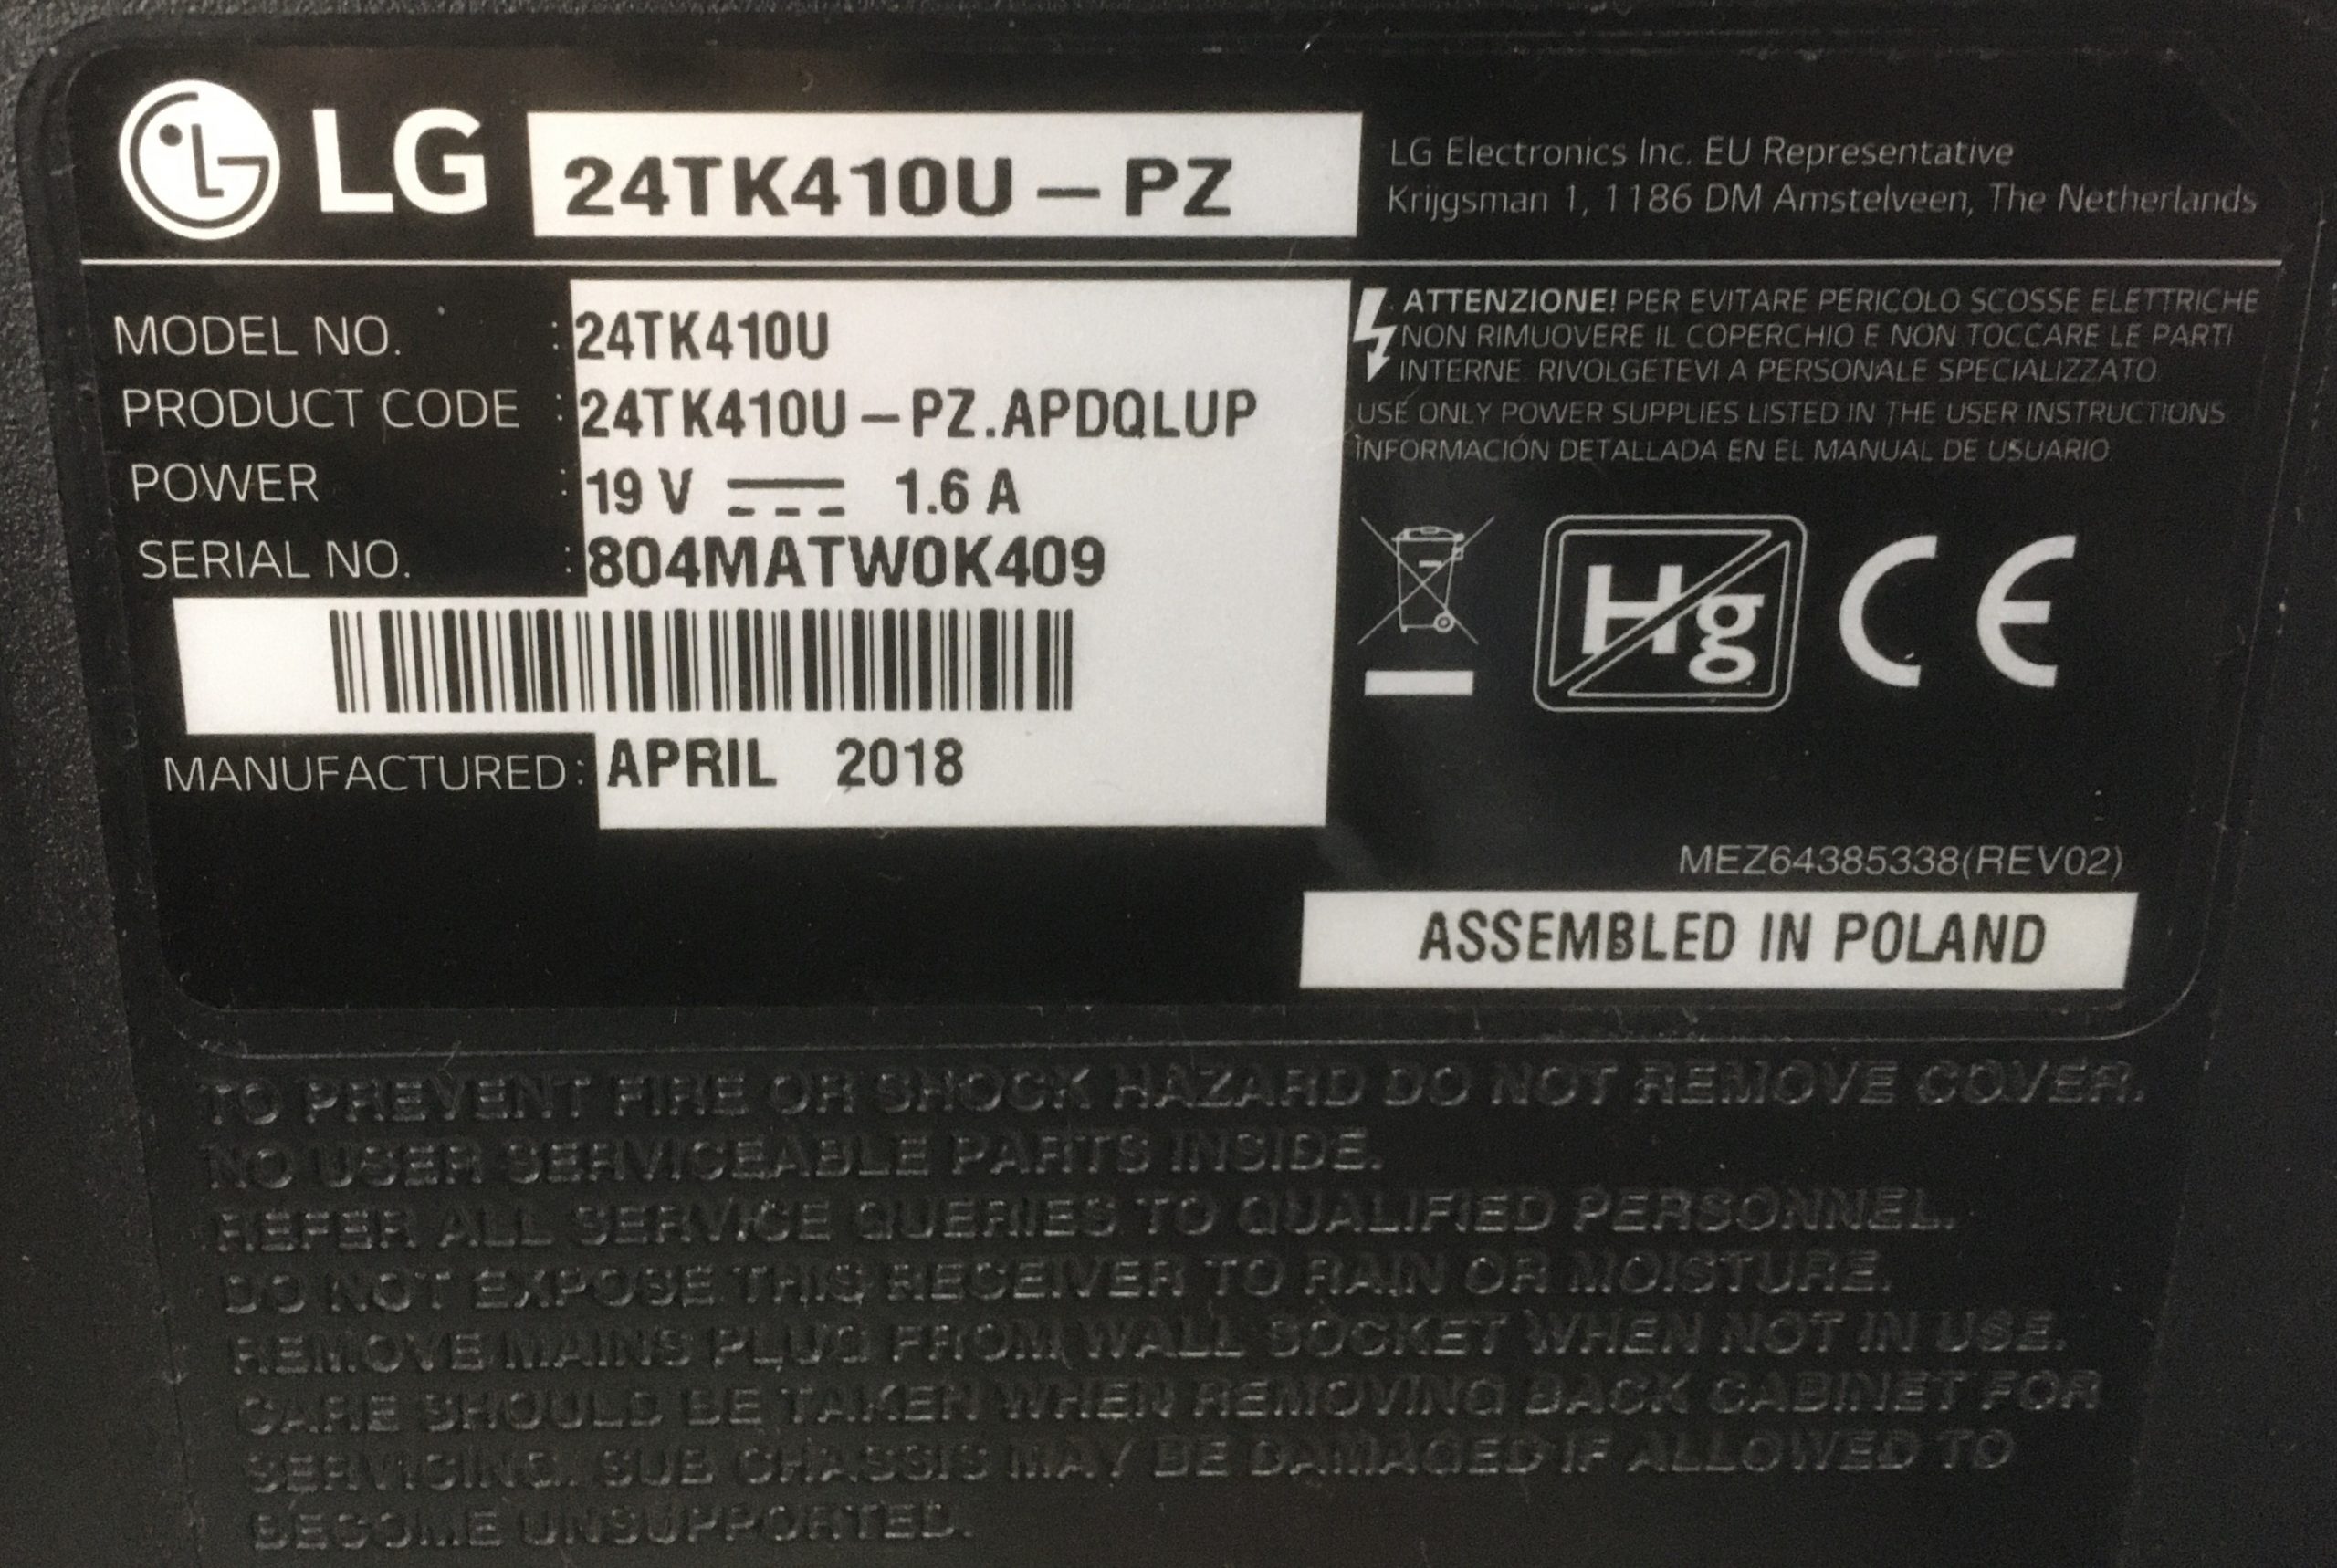 LG 24TK410U – PZ
LG Electronics Inc. EU Representative
Krijgsman 1, 1186 DM Amstelveen, The Netherlands
MODEL NO. : 24TK410U
PRODUCT CODE : 24TK410U–PZ.APDQLUP
POWER : 19 V ⎓ 1.6 A
SERIAL NO. : 804MATW0K409
MANUFACTURED: APRIL 2018
ATTENZIONE! PER EVITARE PERICOLO SCOSSE ELETTRICHE
NON RIMUOVERE IL COPERCHIO E NON TOCCARE LE PARTI
INTERNE. RIVOLGETEVI A PERSONALE SPECIALIZZATO.
USE ONLY POWER SUPPLIES LISTED IN THE USER INSTRUCTIONS.
INFORMACIÓN DETALLADA EN EL MANUAL DE USUARIO.
Hg CE
MEZ64385338(REV02)
ASSEMBLED IN POLAND
TO PREVENT FIRE OR SHOCK HAZARD DO NOT REMOVE COVER.
NO USER SERVICEABLE PARTS INSIDE.
REFER ALL SERVICE QUERIES TO QUALIFIED PERSONNEL.
DO NOT EXPOSE THIS RECEIVER TO RAIN OR MOISTURE.
REMOVE MAINS PLUG FROM WALL SOCKET WHEN NOT IN USE.
CARE SHOULD BE TAKEN WHEN REMOVING BACK CABINET FOR
SERVICING. SUB CHASSIS MAY BE DAMAGED IF ALLOWED TO
BECOME UNSUPPORTED.